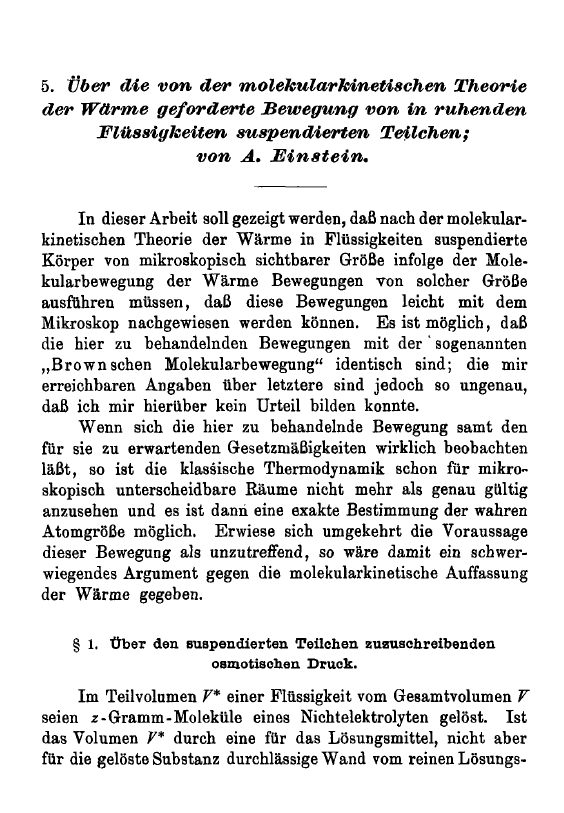 5. Über die von der molekularkinetischen Theorie
der Wärme geforderte Bewegung von in ruhenden
Flüssigkeiten suspendierten Teilchen;
von A. Einstein.
In dieser Arbeit soll gezeigt werden, daß nach der molekular-
kinetischen Theorie der Wärme in Flüssigkeiten suspendierte
Körper von mikroskopisch sichtbarer Größe infolge der Mole-
kularbewegung der Wärme Bewegungen von solcher Größe
ausführen müssen, daß diese Bewegungen leicht mit dem
Mikroskop nachgewiesen werden können. Es ist möglich, daß
die hier zu behandelnden Bewegungen mit der sogenannten
„Brownschen Molekularbewegung“ identisch sind; die mir
erreichbaren Angaben über letztere sind jedoch so ungenau,
daß ich mir hierüber kein Urteil bilden konnte.
Wenn sich die hier zu behandelnde Bewegung samt den
für sie zu erwartenden Gesetzmäßigkeiten wirklich beobachten
läßt, so ist die klassische Thermodynamik schon für mikro-
skopisch unterscheidbare Räume nicht mehr als genau gültig
anzusehen und es ist dann eine exakte Bestimmung der wahren
Atomgröße möglich. Erwiese sich umgekehrt die Voraussage
dieser Bewegung als unzutreffend, so wäre damit ein schwer-
wiegendes Argument gegen die molekularkinetische Auffassung
der Wärme gegeben.
§ 1. Über den suspendierten Teilchen zuzuschreibenden
osmotischen Druck.
Im Teilvolumen V* einer Flüssigkeit vom Gesamtvolumen V
seien z-Gramm-Moleküle eines Nichtelektrolyten gelöst. Ist
das Volumen V* durch eine für das Lösungsmittel, nicht aber
für die gelöste Substanz durchlässige Wand vom reinen Lösungs-